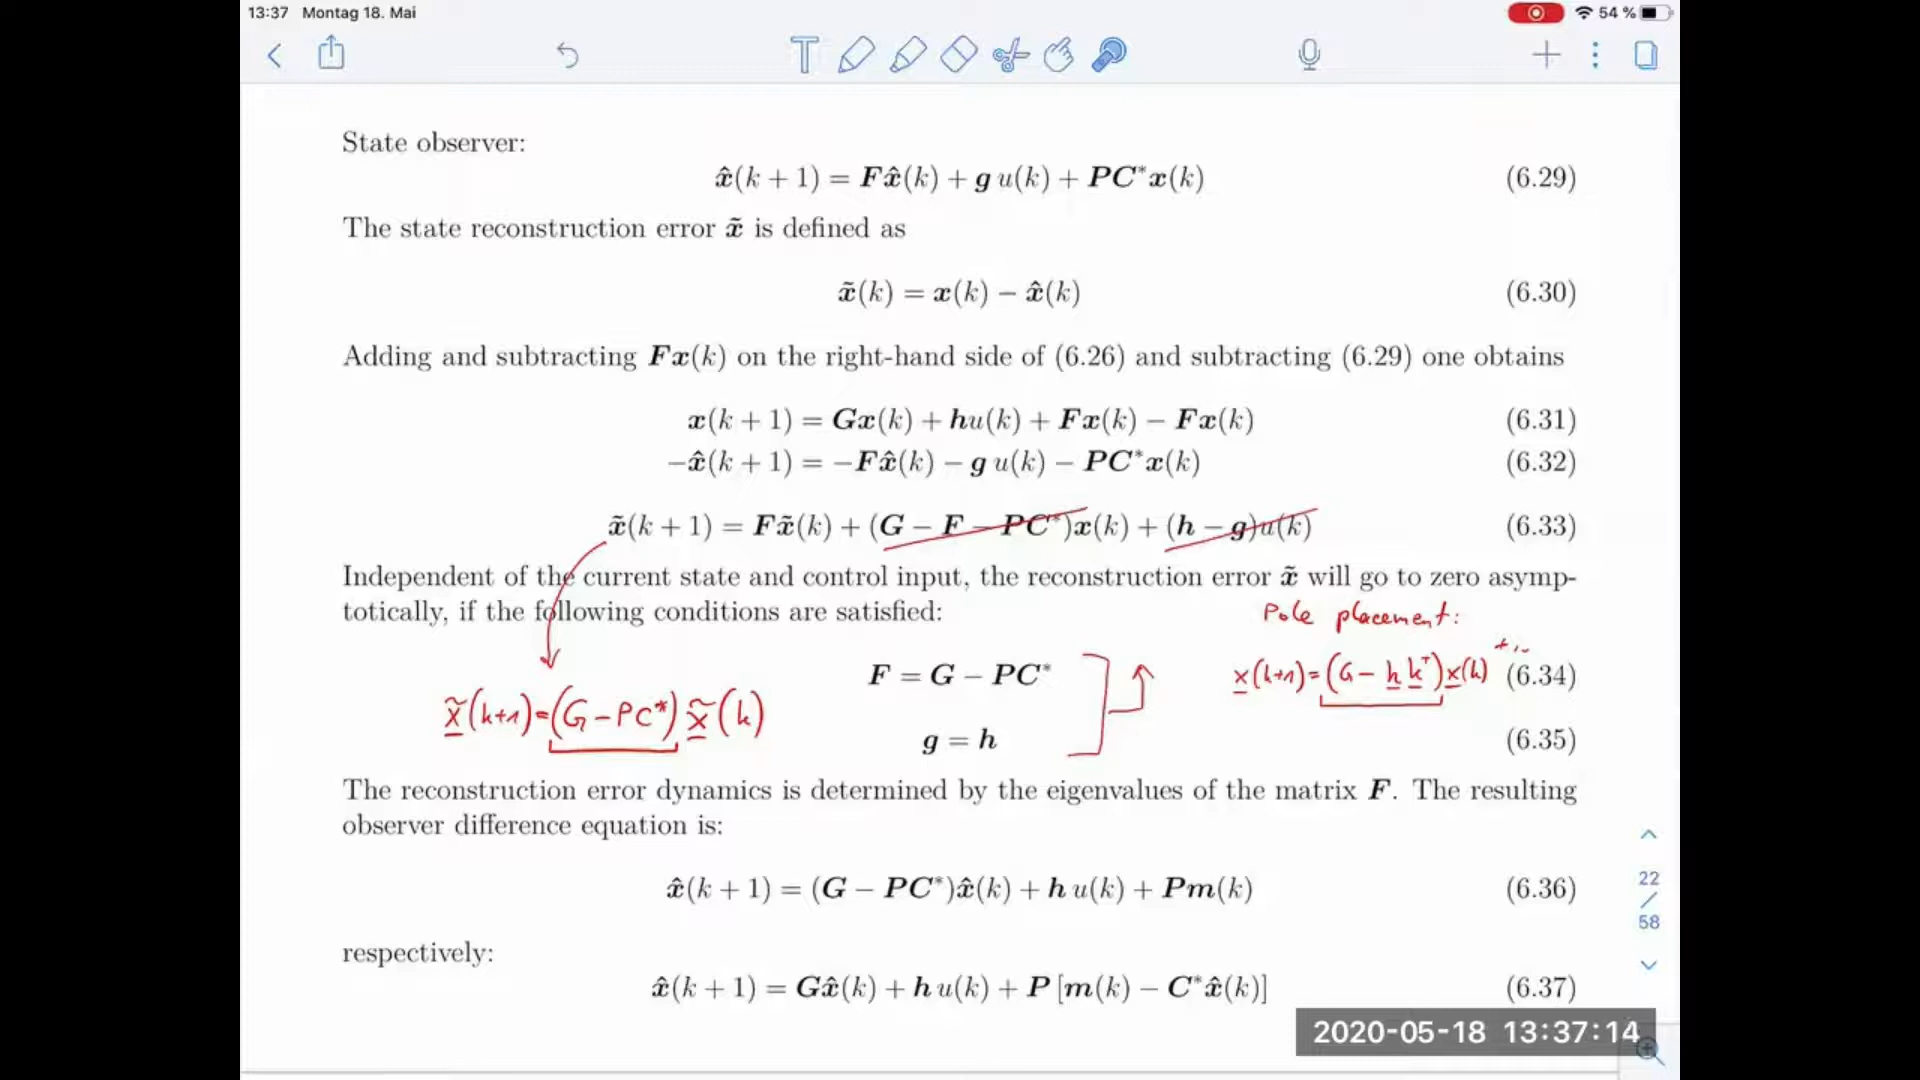 13:37 Montag 18. Mai
54 %
State observer:
x̂(k + 1) = Fx̂(k) + g u(k) + PC*x(k) (6.29)
The state reconstruction error x̃ is defined as
x̃(k) = x(k) − x̂(k) (6.30)
Adding and subtracting Fx(k) on the right-hand side of (6.26) and subtracting (6.29) one obtains
x(k + 1) = Gx(k) + hu(k) + Fx(k) − Fx(k) (6.31)
−x̂(k + 1) = −Fx̂(k) − g u(k) − PC*x(k) (6.32)
x̃(k + 1) = Fx̃(k) + (G − F − PC*)x(k) + (h − g)u(k) (6.33)
Independent of the current state and control input, the reconstruction error x̃ will go to zero asymp-
totically, if the following conditions are satisfied:
Pole placement:
F = G − PC* (6.34)
x(k+1)=(G − h kᵀ)x(k)
x̃(k+1)=(G − PC*) x̃(k)
g = h (6.35)
The reconstruction error dynamics is determined by the eigenvalues of the matrix F. The resulting
observer difference equation is:
x̂(k + 1) = (G − PC*)x̂(k) + h u(k) + Pm(k) (6.36)
22
/
58
respectively:
x̂(k + 1) = Gx̂(k) + h u(k) + P [m(k) − C*x̂(k)] (6.37)
2020-05-18 13:37:14